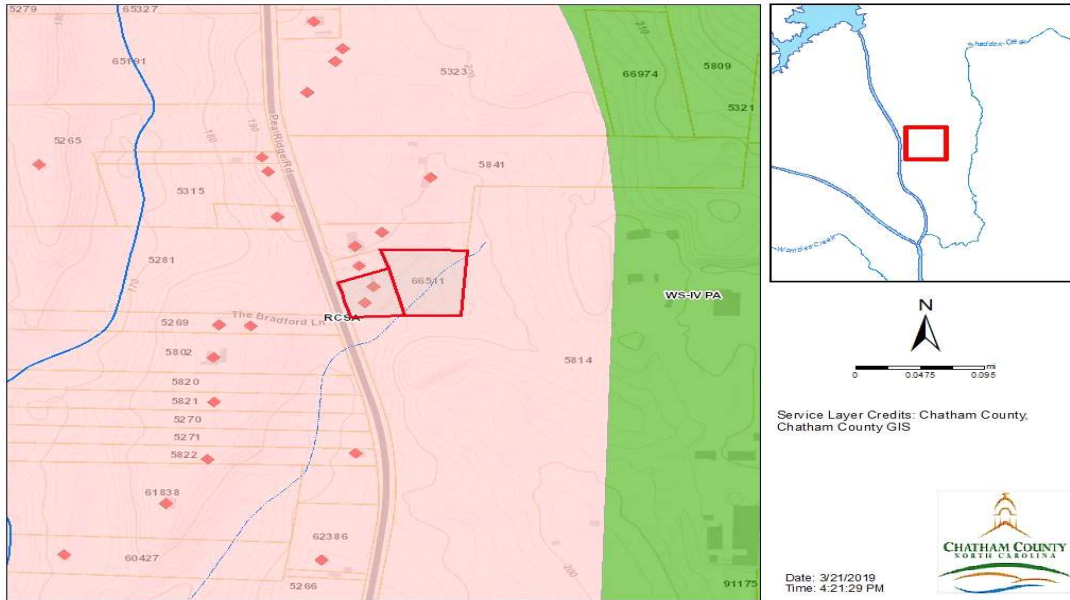 5279
65327
180
65191
5323
200
210
66974
5809
5321
190
180
Pea Ridge Rd
5265
5841
5315
5281
170
66511
WS-IV PA
5269
The Bradford Ln
RCSA
5802
5814
5820
5821
5270
5271
5822
61838
62386
60427
5266
200
91175
N
0
0.0475
0.095
mi
Service Layer Credits: Chatham County,
Chatham County GIS
Date: 3/21/2019
Time: 4:21:29 PM
CHATHAM COUNTY
NORTH CAROLINA